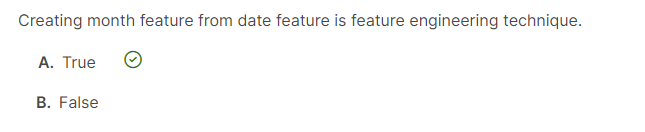 Creating month feature from date feature is feature engineering technique.
A. True
B. False